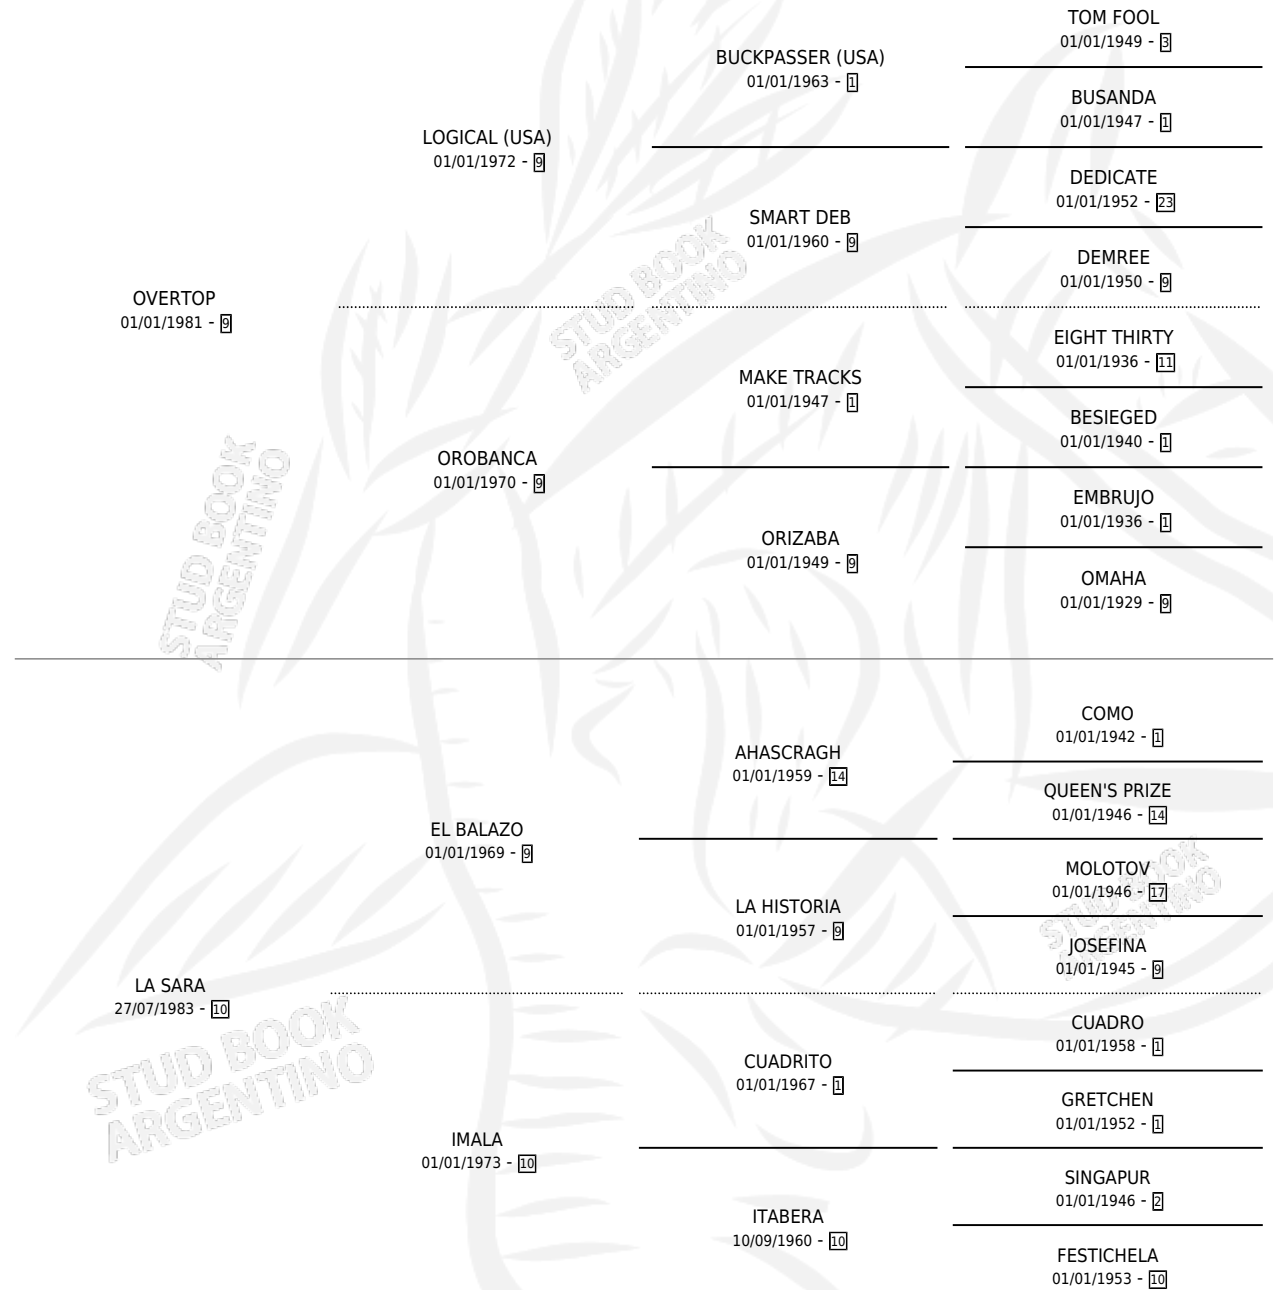 TOM FOOL
01/01/1949 - 3
BUCKPASSER (USA)
01/01/1963 - 1
BUSANDA
01/01/1947 - 1
LOGICAL (USA)
01/01/1972 - 9
DEDICATE
01/01/1952 - 23
SMART DEB
01/01/1960 - 9
DEMREE
01/01/1950 - 9
OVERTOP
01/01/1981 - 9
EIGHT THIRTY
01/01/1936 - 11
MAKE TRACKS
01/01/1947 - 1
BESIEGED
01/01/1940 - 1
OROBANCA
01/01/1970 - 9
EMBRUJO
01/01/1936 - 1
ORIZABA
01/01/1949 - 9
OMAHA
01/01/1929 - 9
STUD BOOK
ARGENTINO
STUD BOOK
ARGENTINO
COMO
01/01/1942 - 1
AHASCRAGH
01/01/1959 - 14
QUEEN'S PRIZE
01/01/1946 - 14
EL BALAZO
01/01/1969 - 9
MOLOTOV
01/01/1946 - 17
LA HISTORIA
01/01/1957 - 9
JOSEFINA
01/01/1945 - 9
LA SARA
27/07/1983 - 10
CUADRO
01/01/1958 - 1
CUADRITO
01/01/1967 - 1
GRETCHEN
01/01/1952 - 1
IMALA
01/01/1973 - 10
SINGAPUR
01/01/1946 - 2
ITABERA
10/09/1960 - 10
FESTICHELA
01/01/1953 - 10
STUD BOOK
ARGENTINO
STUD BOOK
ARGENTINO